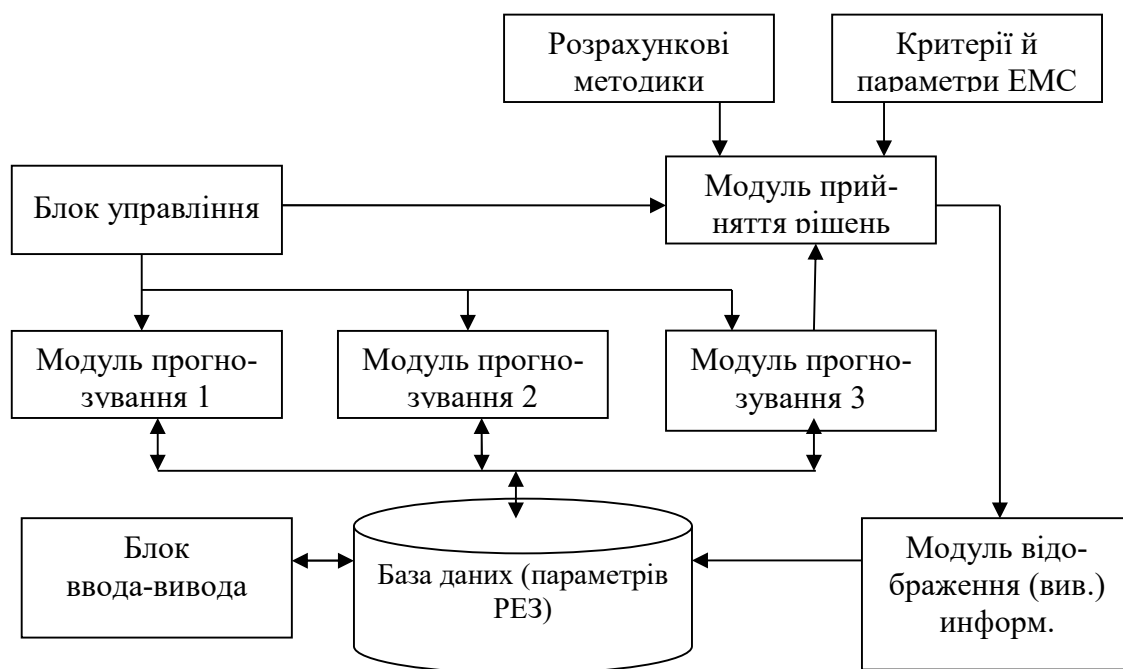 Розрахункові
методики
Критерії й
параметри ЕМС
Блок управління
Модуль прий-
няття рішень
Модуль прогно-
зування 1
Модуль прогно-
зування 2
Модуль прогно-
зування 3
Блок
ввода-вивода
База даних (параметрів
РЕЗ)
Модуль відо-
браження (вив.)
информ.